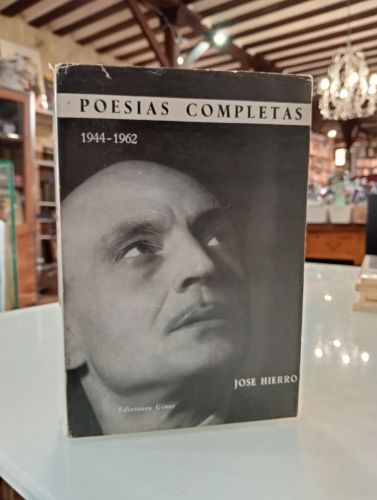 POESIAS COMPLETAS
1944-1962
JOSE HIERRO
Ediciones Giner